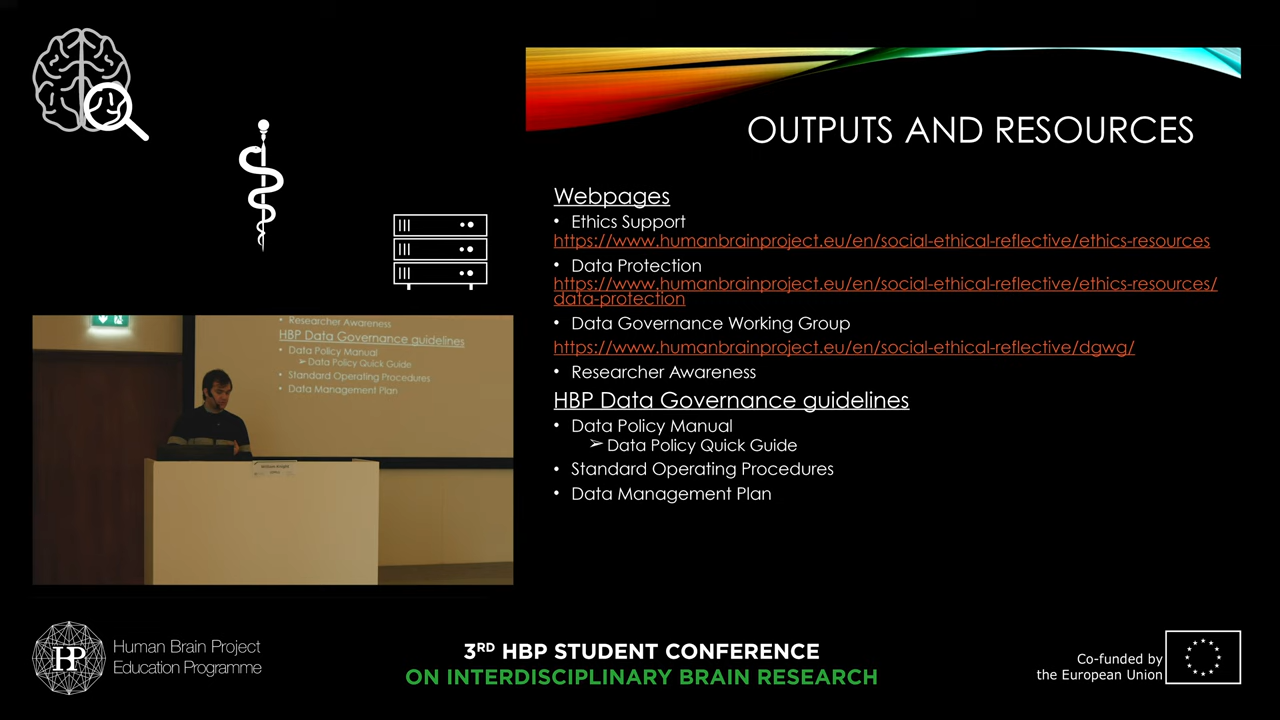 OUTPUTS AND RESOURCES
Webpages
• Ethics Support
https://www.humanbrainproject.eu/en/social-ethical-reflective/ethics-resources
• Data Protection
https://www.humanbrainproject.eu/en/social-ethical-reflective/ethics-resources/
data-protection
• Data Governance Working Group
https://www.humanbrainproject.eu/en/social-ethical-reflective/dgwg/
• Researcher Awareness
HBP Data Governance guidelines
• Data Policy Manual
➢ Data Policy Quick Guide
• Standard Operating Procedures
• Data Management Plan
Researcher Awareness
HBP Data Governance guidelines
• Data Policy Manual
➢ Data Policy Quick Guide
• Standard Operating Procedures
• Data Management Plan
William Knight
HP
Human Brain Project
Education Programme
3RD HBP STUDENT CONFERENCE
ON INTERDISCIPLINARY BRAIN RESEARCH
Co-funded by
the European Union